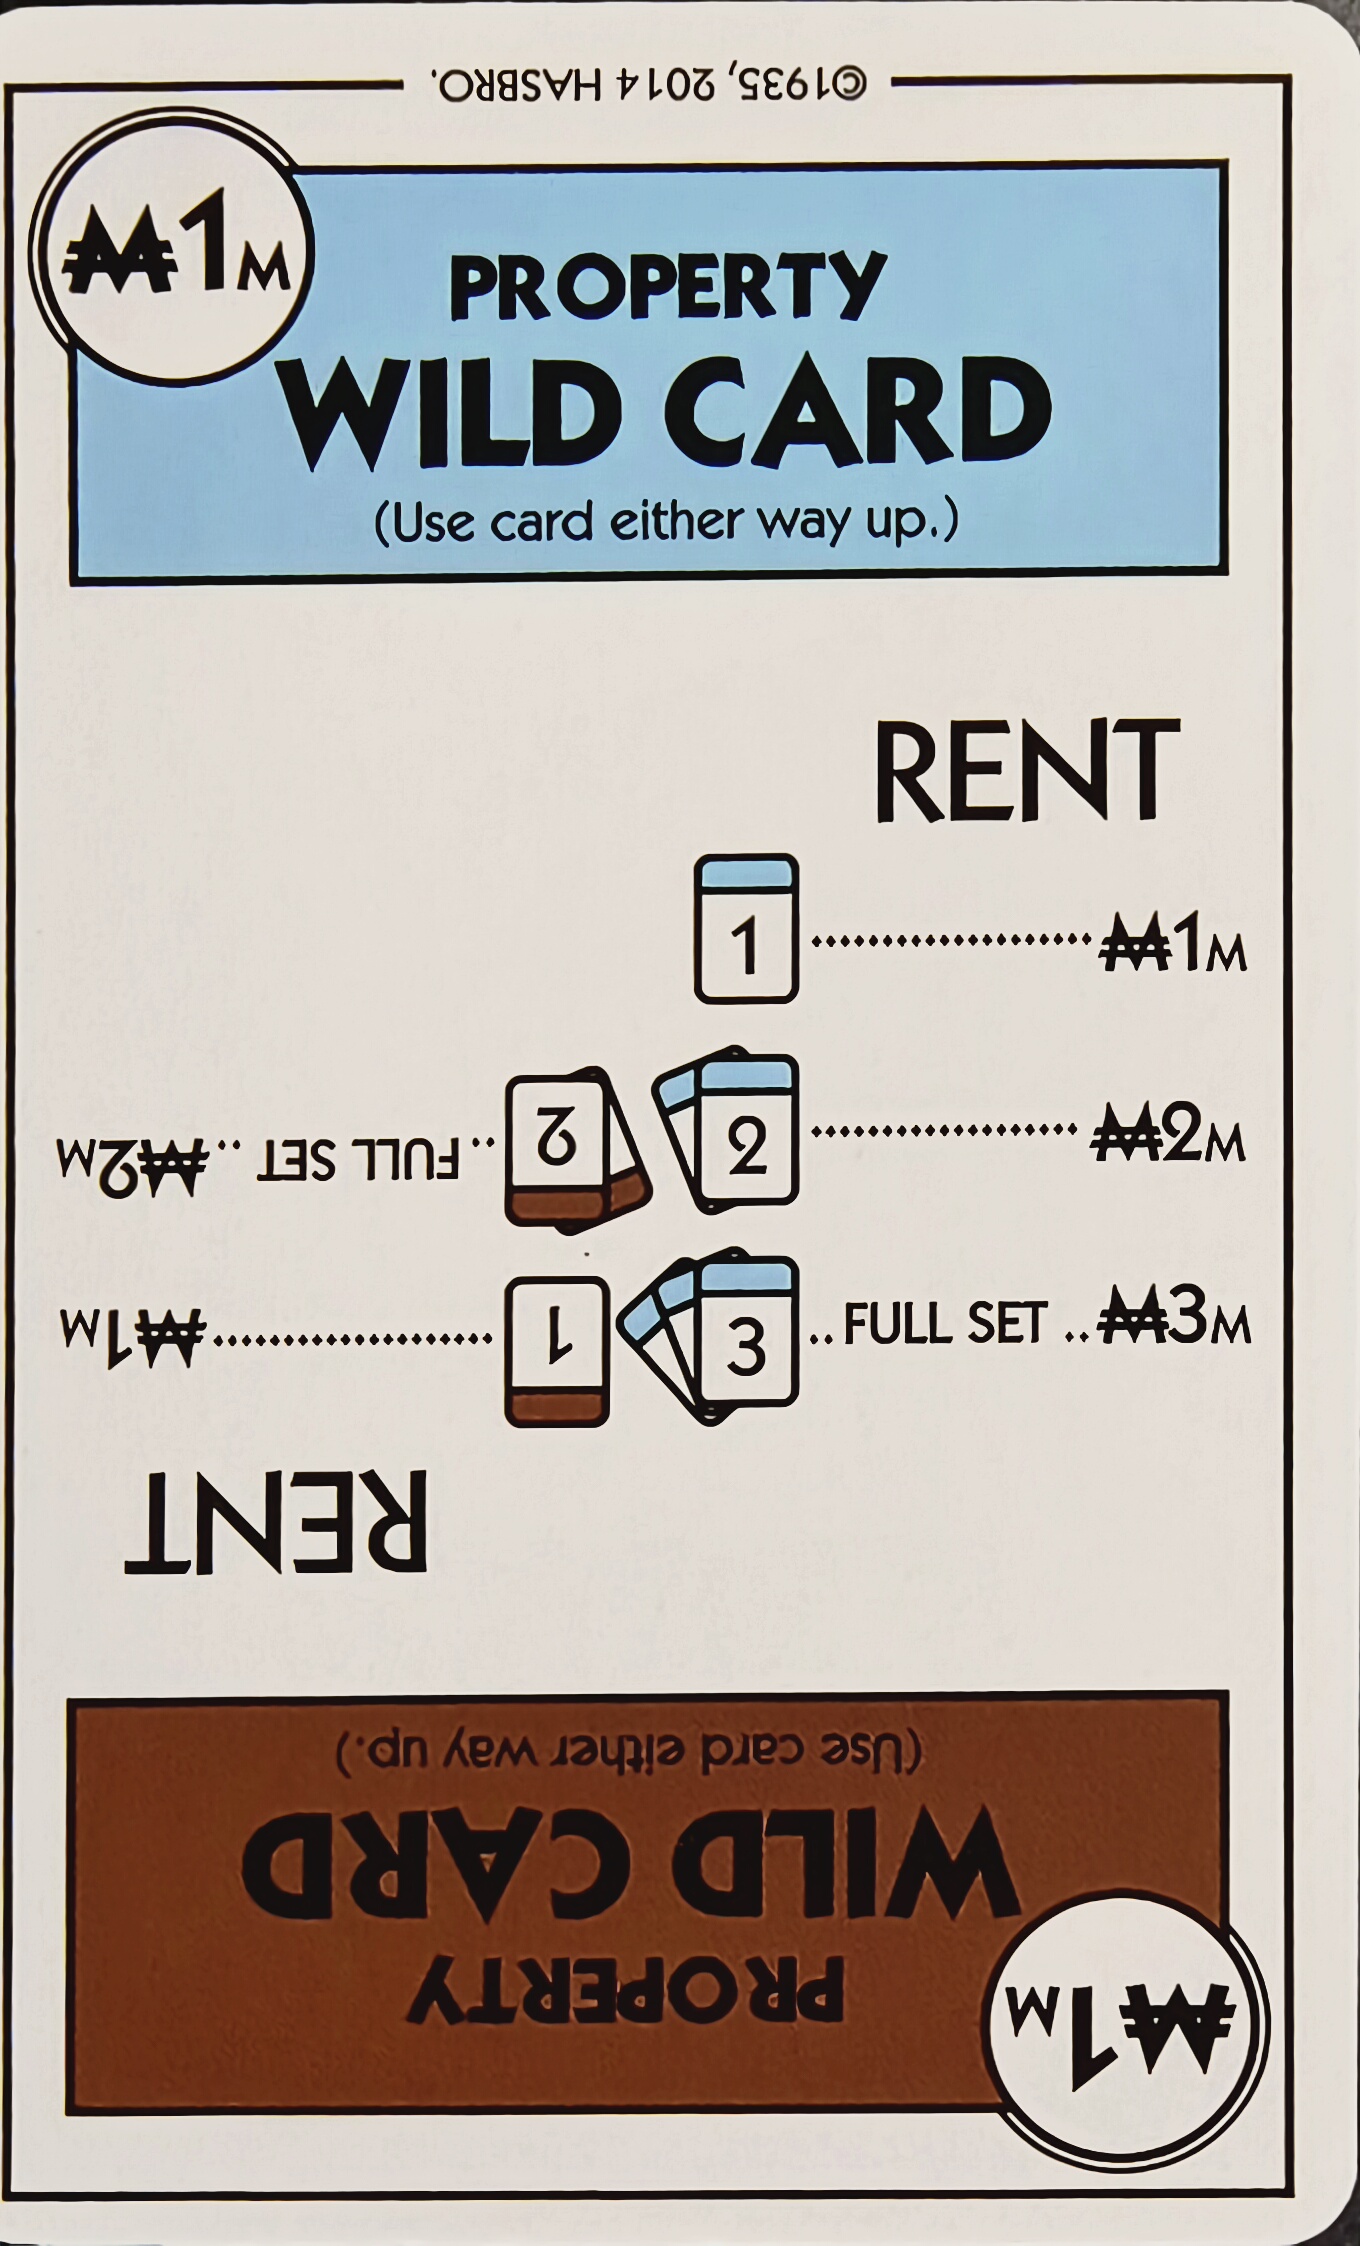 ©1935, 2014 HASBRO.
₩1M
PROPERTY
WILD CARD
(Use card either way up.)
RENT
1 .......... ₩1M
2 .......... ₩2M
3 .. FULL SET .. ₩3M
₩1M
PROPERTY
WILD CARD
(Use card either way up.)
RENT
1 .......... ₩1M
2 .. FULL SET .. ₩2M